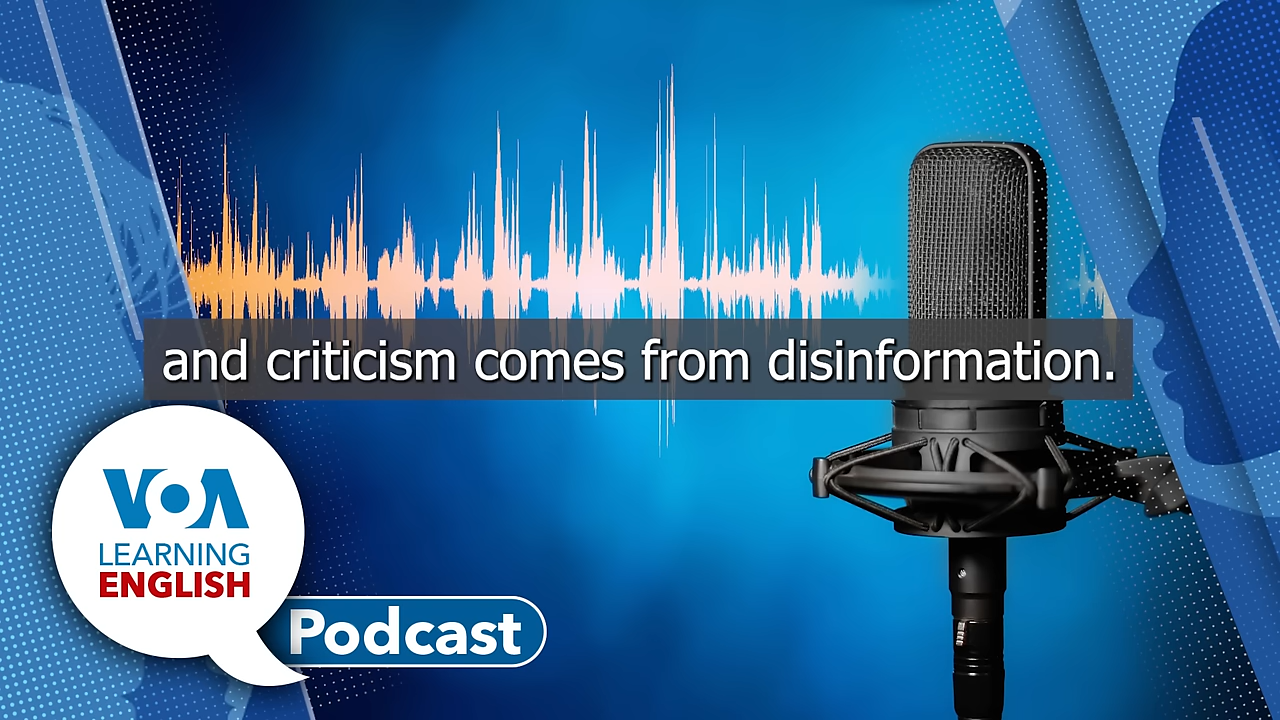 and criticism comes from disinformation.
VOA
LEARNING
ENGLISH
Podcast